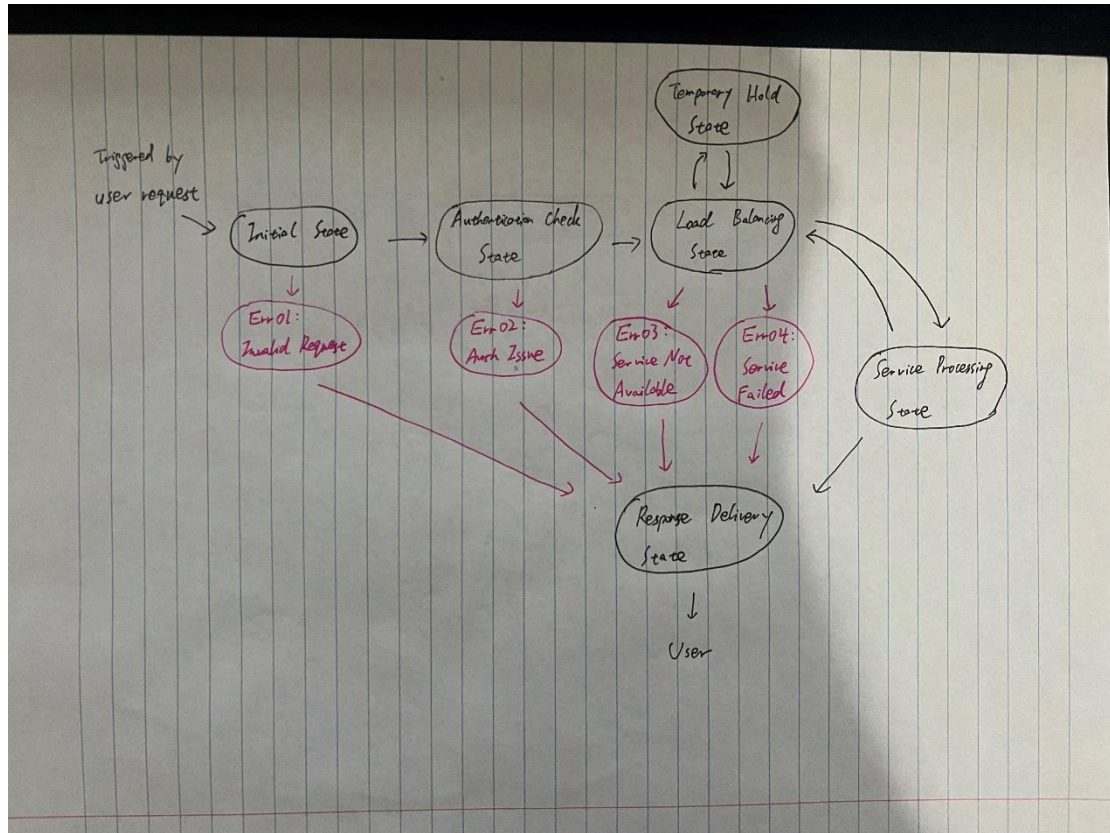 Temporary Hold
State
Triggered by
user request
Initial State
Authentication Check
State
Load Balancing
State
Err01:
Invalid Request
Err02:
Auth Issue
Err03:
Service Not
Available
Err04:
Service
Failed
Service Processing
State
Response Delivery
State
User